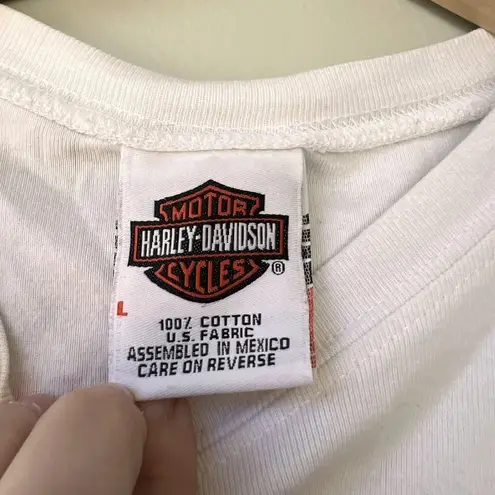 MOTOR
HARLEY-DAVIDSON
CYCLES ®
L
100% COTTON
U.S. FABRIC
ASSEMBLED IN MEXICO
CARE ON REVERSE